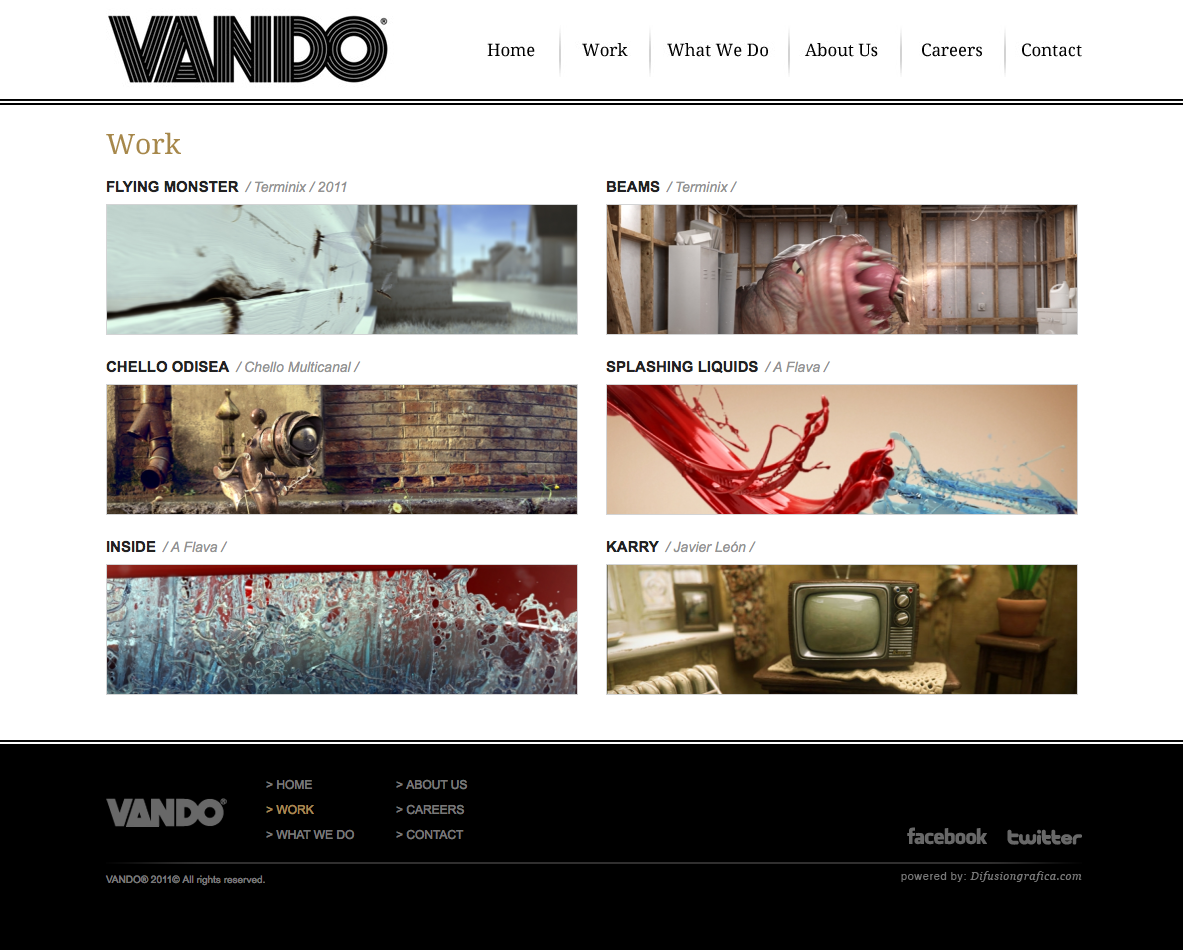 VANDO®
Home Work What We Do About Us Careers Contact
Work
FLYING MONSTER / Terminix / 2011
BEAMS / Terminix /
CHELLO ODISEA / Chello Multicanal /
SPLASHING LIQUIDS / A Flava /
INSIDE / A Flava /
KARRY / Javier León /
VANDO®
> HOME
> WORK
> WHAT WE DO
> ABOUT US
> CAREERS
> CONTACT
facebook twitter
VANDO® 2011© All rights reserved.
powered by: Difusiongrafica.com